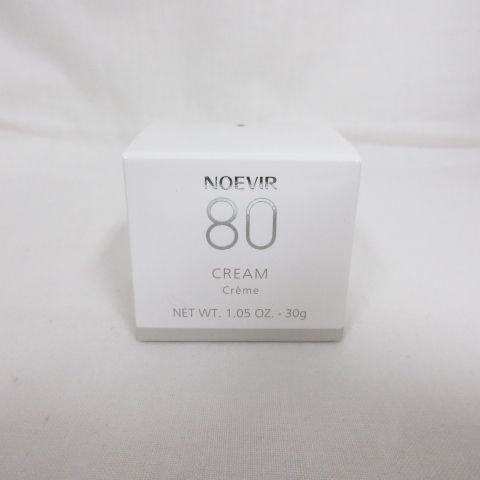 NOEVIR
80
CREAM
Crème
NET WT. 1.05 OZ. - 30g